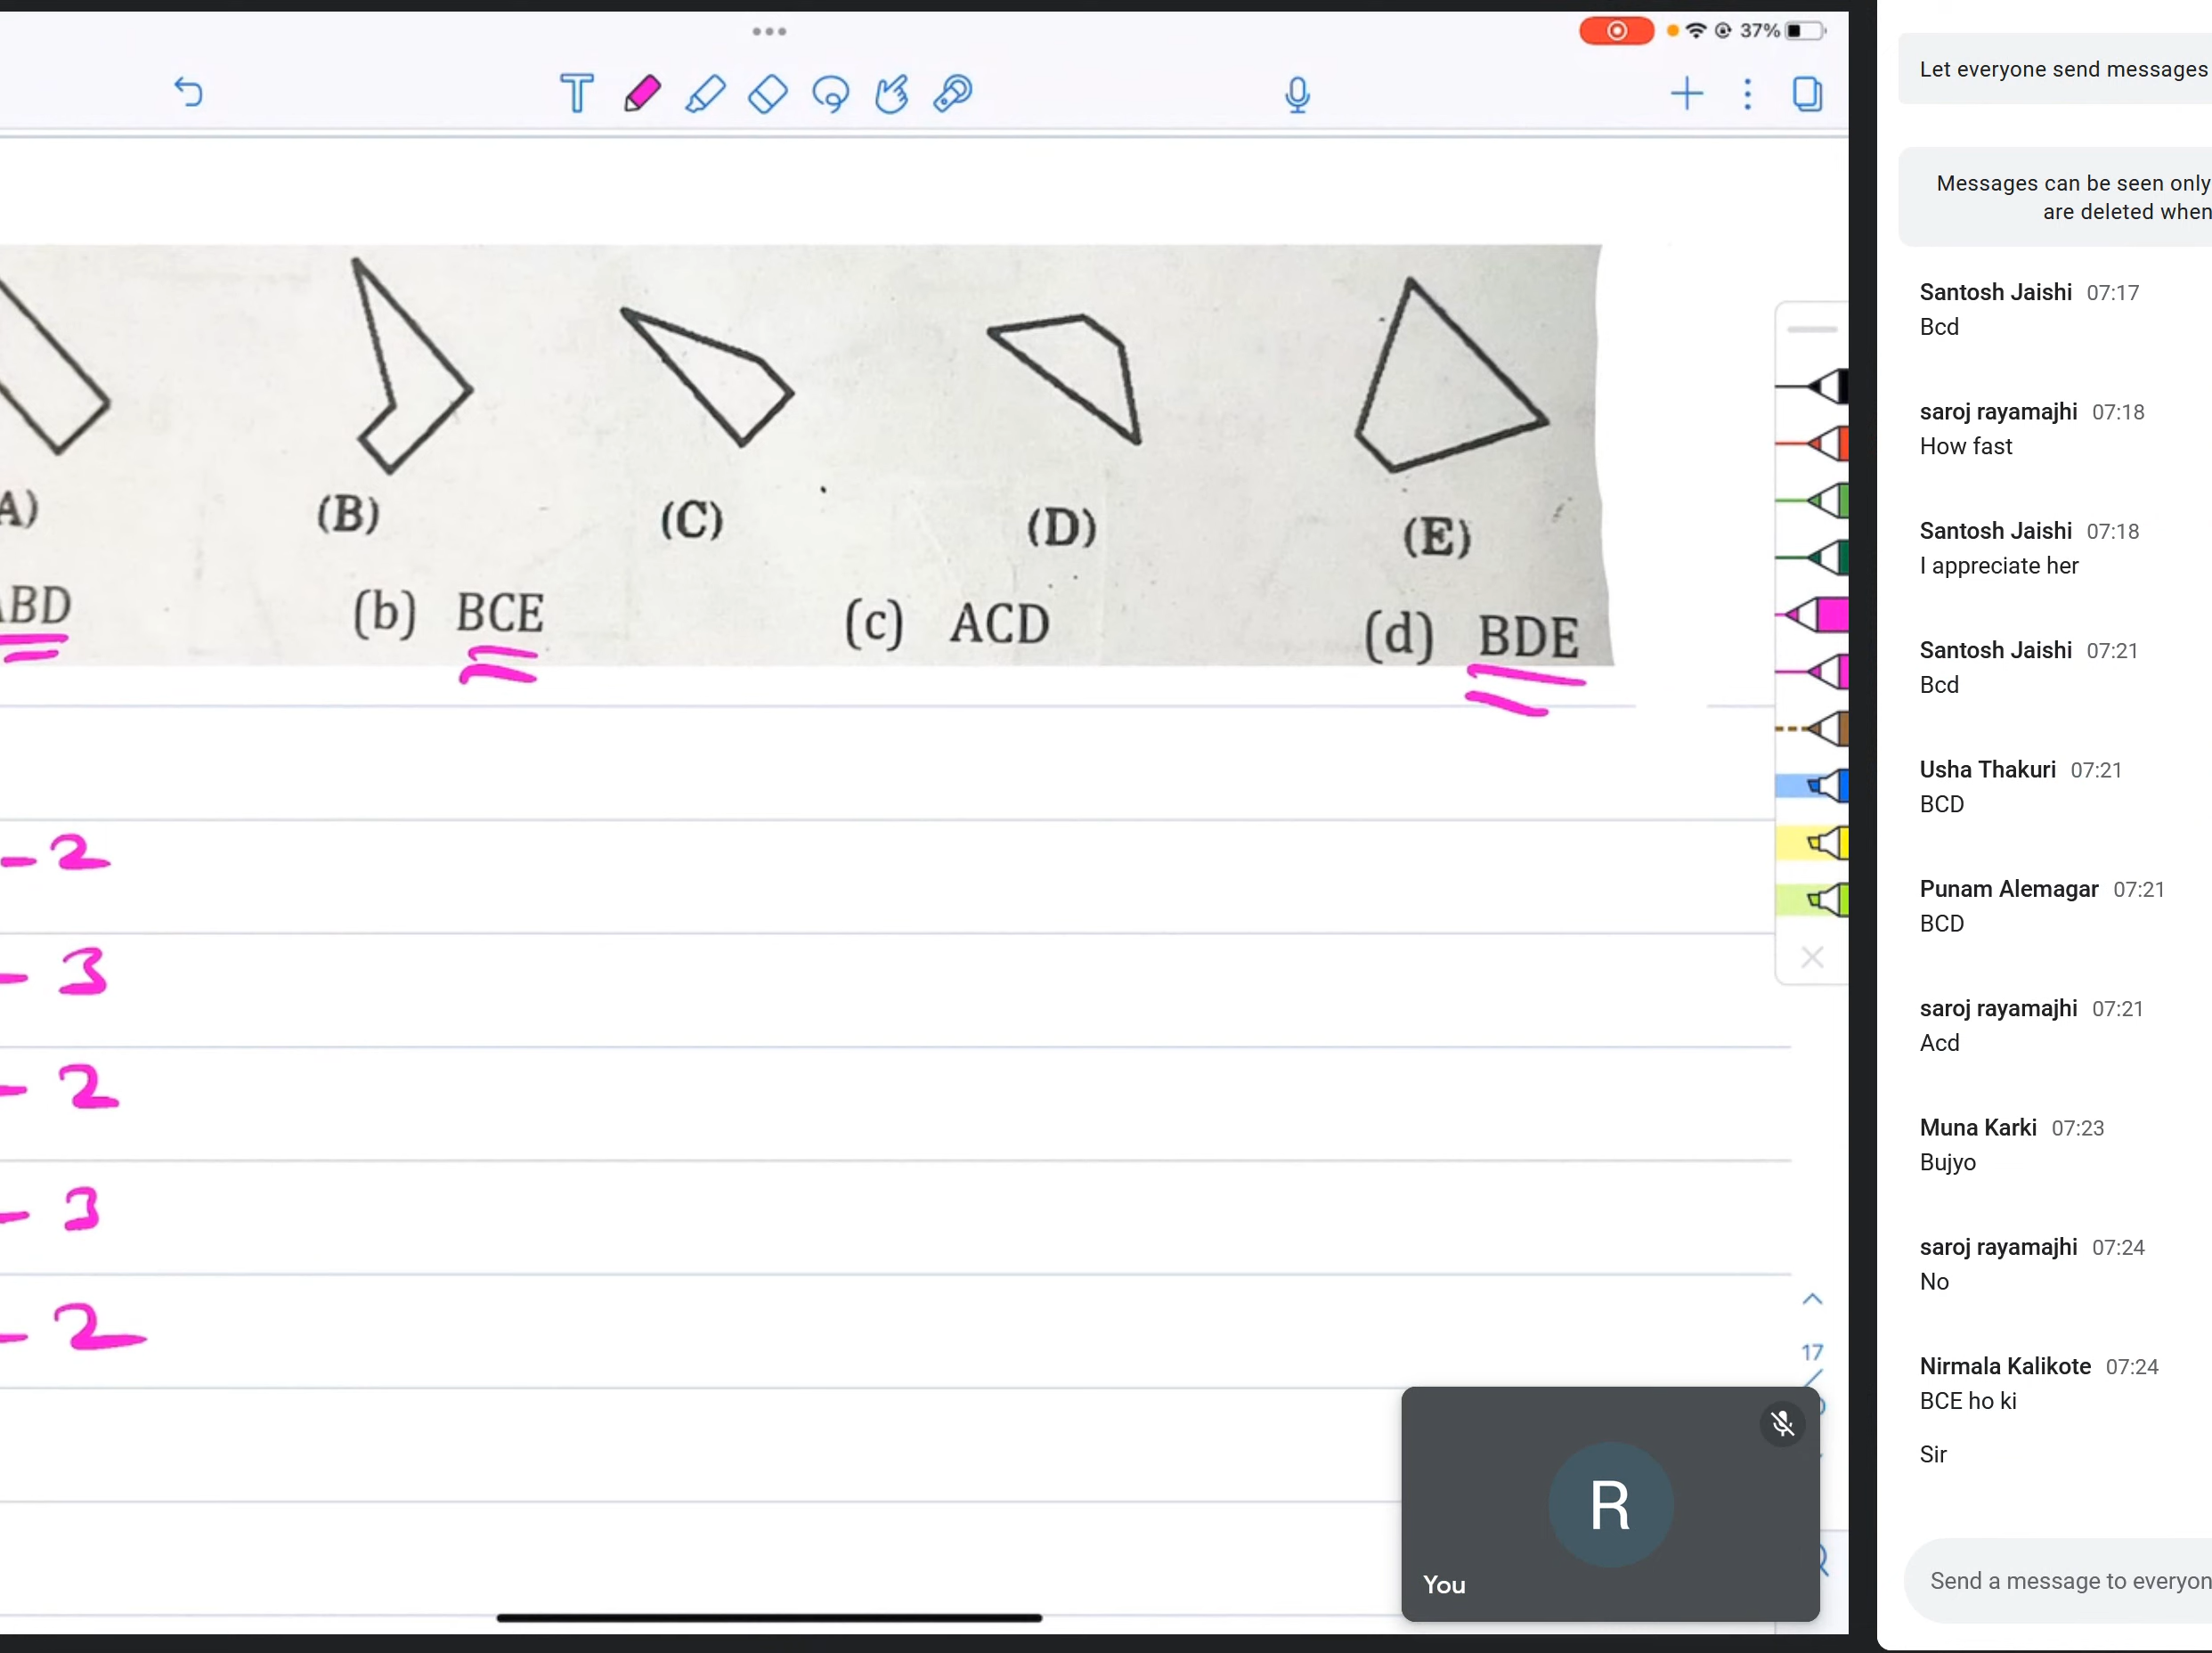 37%
T
Let everyone send messages
Messages can be seen only
are deleted when
A)
(B)
(C)
(D)
(E)
BD
(b) BCE
(c) ACD
(d) BDE
- 2
- 3
- 2
- 3
- 2
17
R
You
Santosh Jaishi 07:17
Bcd
saroj rayamajhi 07:18
How fast
Santosh Jaishi 07:18
I appreciate her
Santosh Jaishi 07:21
Bcd
Usha Thakuri 07:21
BCD
Punam Alemagar 07:21
BCD
saroj rayamajhi 07:21
Acd
Muna Karki 07:23
Bujyo
saroj rayamajhi 07:24
No
Nirmala Kalikote 07:24
BCE ho ki
Sir
Send a message to everyon